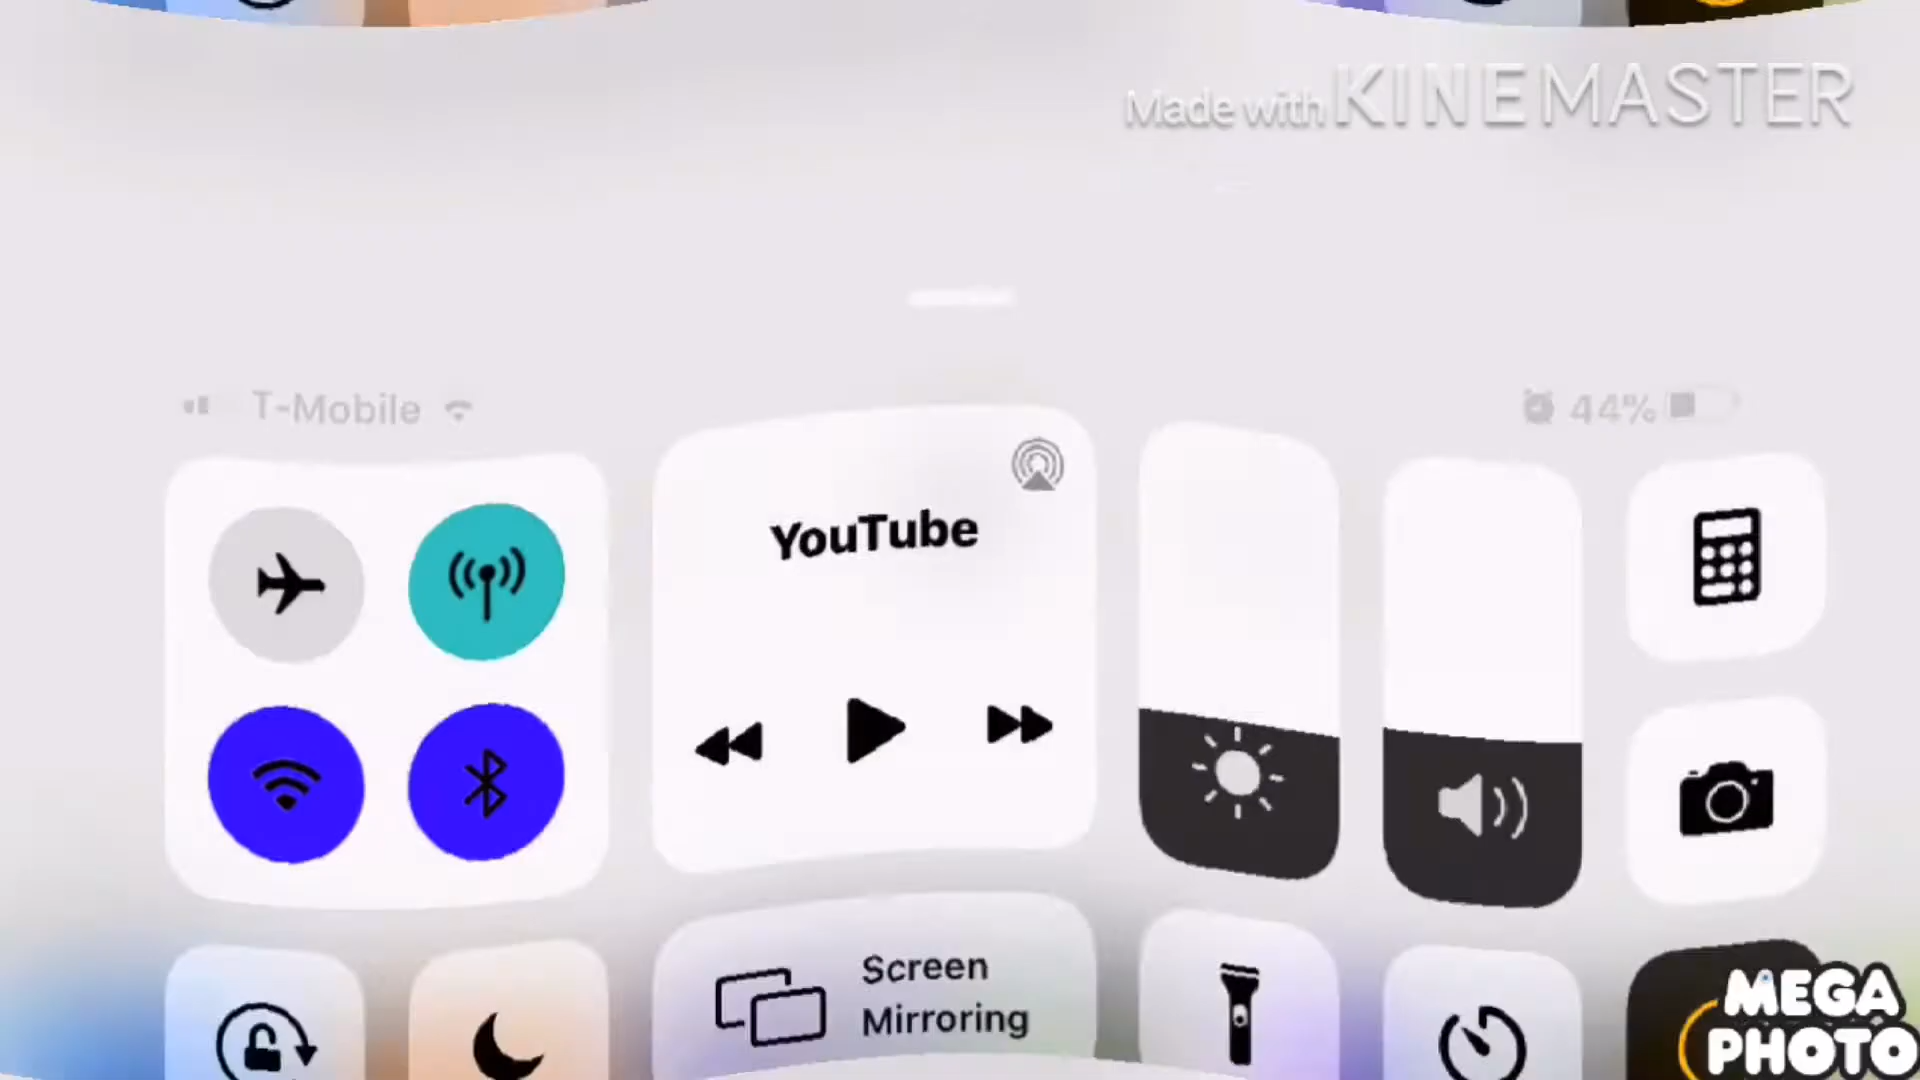 Made with KINEMASTER
T-Mobile
44%
YouTube
Screen
Mirroring
MEGA
PHOTO